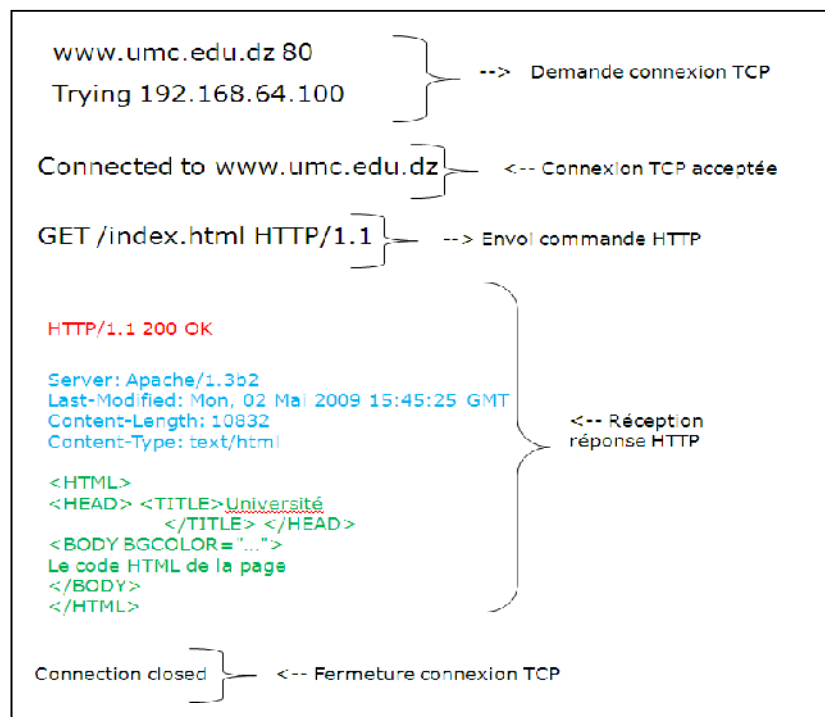 www.umc.edu.dz 80
Trying 192.168.64.100
--> Demande connexion TCP
Connected to www.umc.edu.dz
<-- Connexion TCP acceptée
GET /index.html HTTP/1.1
--> Envoi commande HTTP
HTTP/1.1 200 OK
Server: Apache/1.3b2
Last-Modified: Mon, 02 Mai 2009 15:45:25 GMT
Content-Length: 10832
Content-Type: text/html
<HTML>
<HEAD> <TITLE>Université
</TITLE> </HEAD>
<BODY BGCOLOR="...">
Le code HTML de la page
</BODY>
</HTML>
<-- Réception
réponse HTTP
Connection closed
<-- Fermeture connexion TCP